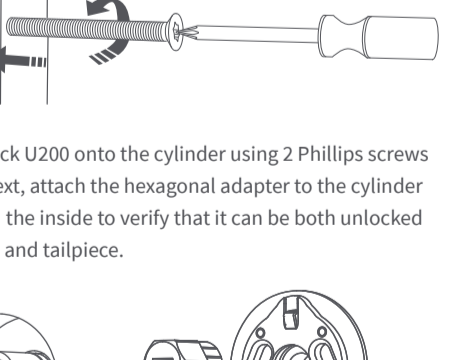 ck U200 onto the cylinder using 2 Phillips screws
ext, attach the hexagonal adapter to the cylinder
the inside to verify that it can be both unlocked
and tailpiece.